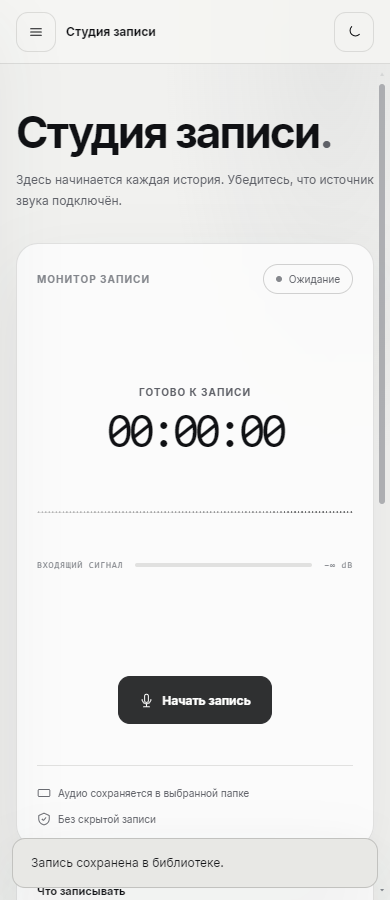 Студия записи
Студия записи.
Здесь начинается каждая история. Убедитесь, что источник
звука подключён.
МОНИТОР ЗАПИСИ
Ожидание
ГОТОВО К ЗАПИСИ
00:00:00
ВХОДЯЩИЙ СИГНАЛ
-∞ dB
Начать запись
Аудио сохраняется в выбранной папке
Без скрытой записи
Запись сохранена в библиотеке.
Что записывать